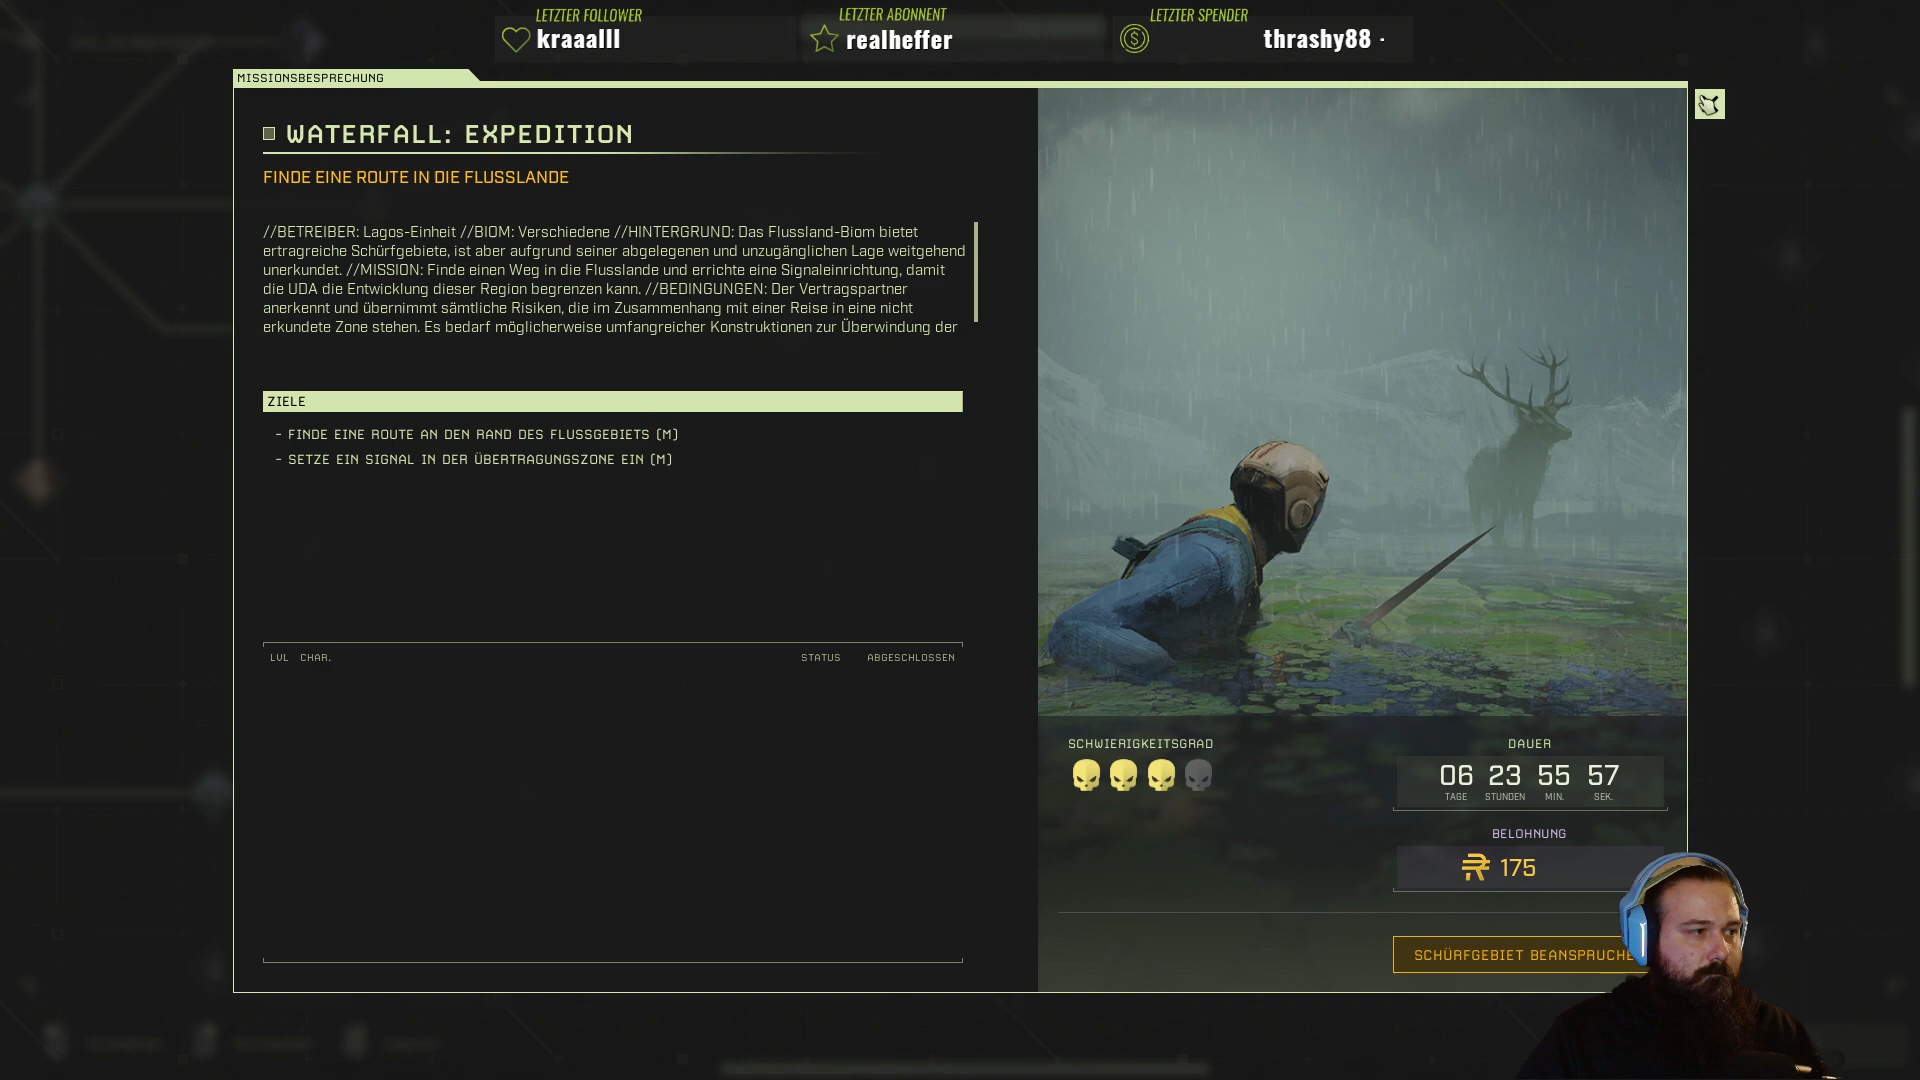 LETZTER FOLLOWER
kraaalll
LETZTER ABONNENT
realheffer
LETZTER SPENDER
thrashy88 ·
MISSIONSBESPRECHUNG
WATERFALL: EXPEDITION
FINDE EINE ROUTE IN DIE FLUSSLANDE
//BETREIBER: Lagos-Einheit //BIOM: Verschiedene //HINTERGRUND: Das Flussland-Biom bietet
ertragreiche Schürfgebiete, ist aber aufgrund seiner abgelegenen und unzugänglichen Lage weitgehend
unerkundet. //MISSION: Finde einen Weg in die Flusslande und errichte eine Signaleinrichtung, damit
die UDA die Entwicklung dieser Region begrenzen kann. //BEDINGUNGEN: Der Vertragspartner
anerkennt und übernimmt sämtliche Risiken, die im Zusammenhang mit einer Reise in eine nicht
erkundete Zone stehen. Es bedarf möglicherweise umfangreicher Konstruktionen zur Überwindung der
ZIELE
- FINDE EINE ROUTE AN DEN RAND DES FLUSSGEBIETS (M)
- SETZE EIN SIGNAL IN DER ÜBERTRAGUNGSZONE EIN (M)
LVL CHAR. STATUS ABGESCHLOSSEN
SCHWIERIGKEITSGRAD
DAUER
06 23 55 57
TAGE STUNDEN MIN. SEK.
BELOHNUNG
175
SCHÜRFGEBIET BEANSPRUCHE